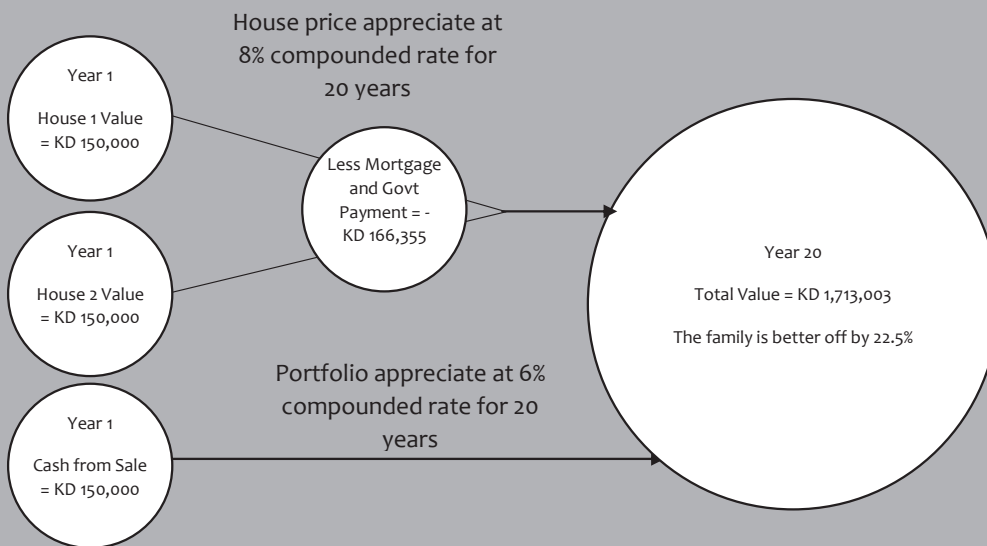 House price appreciate at
8% compounded rate for
20 years
Year 1
House 1 Value
= KD 150,000
Less Mortgage
and Govt
Payment = -
KD 166,355
Year 1
House 2 Value
= KD 150,000
Year 20
Total Value = KD 1,713,003
The family is better off by 22.5%
Portfolio appreciate at 6%
compounded rate for 20
years
Year 1
Cash from Sale
= KD 150,000